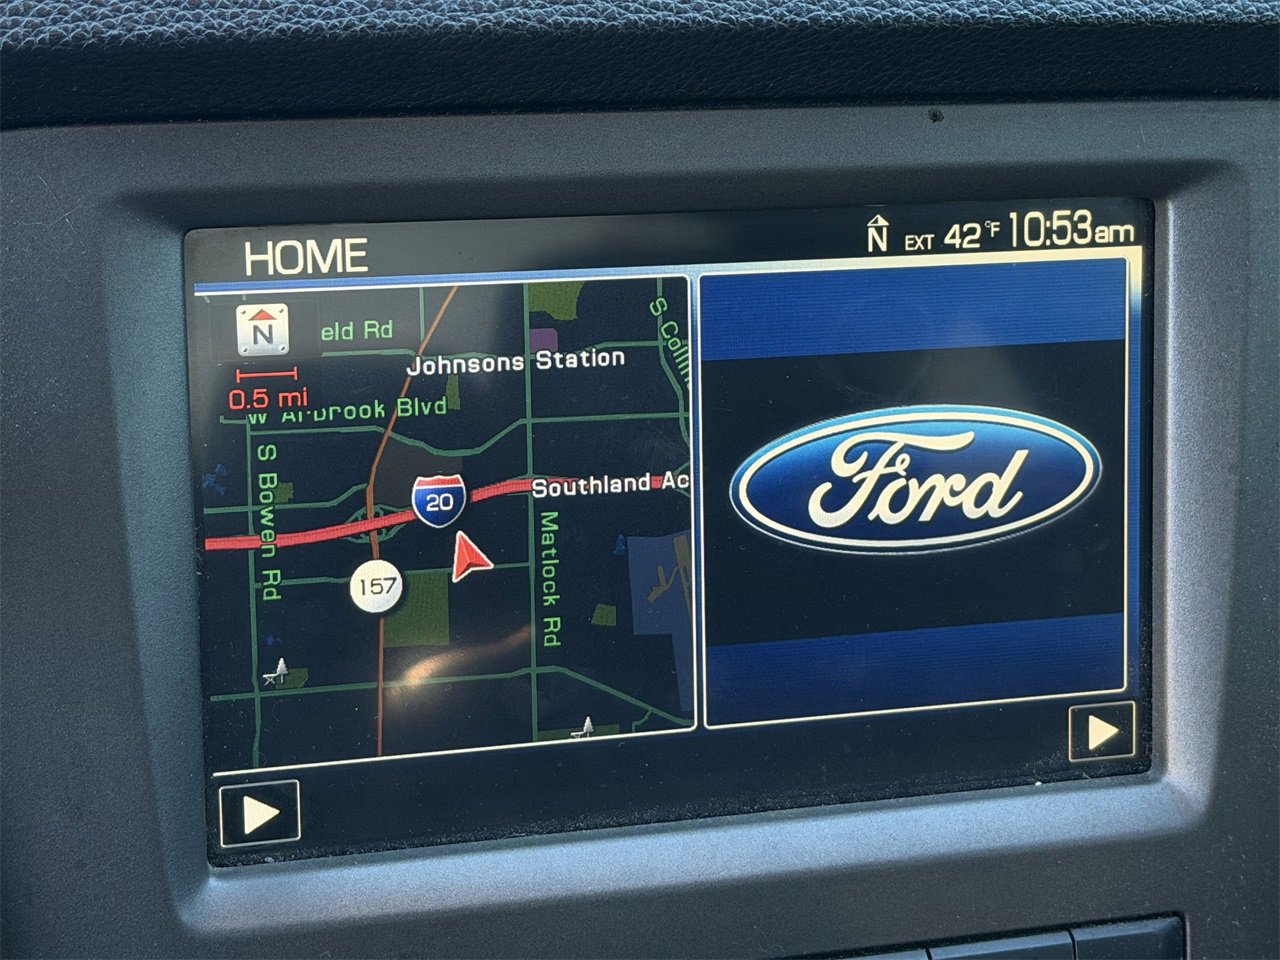 HOME
N EXT 42°F 10:53am
N
eld Rd
Johnsons Station
0.5 mi
W Arbrook Blvd
S Collin
S Bowen Rd
20
Southland Ac
Matlock Rd
157
Ford